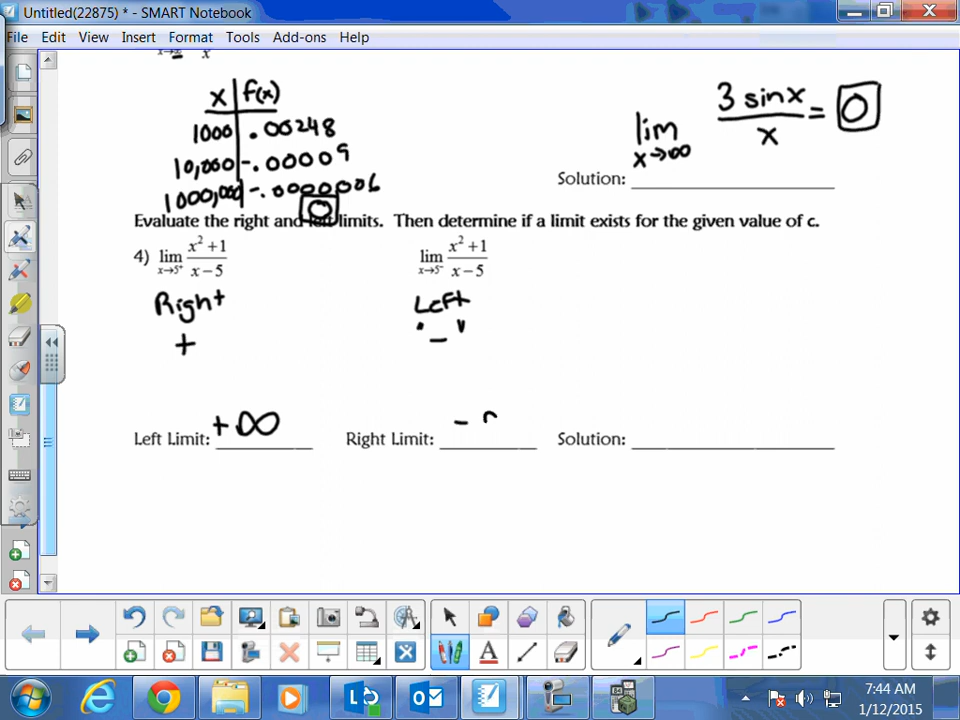 Untitled(22875) * - SMART Notebook
File Edit View Insert Format Tools Add-ons Help
x→∞ x
x f(x)
1000 .00248
10,000 -.00009
1000,000 -.0000006
0
lim x→∞ 3 sinx / x = 0
Solution:
Evaluate the right and left limits. Then determine if a limit exists for the given value of c.
4) lim x→5⁺ x² + 1 / x − 5
lim x→5⁻ x² + 1 / x − 5
Right
+
Left
" − "
Left Limit: +∞ Right Limit: - Solution:
7:44 AM
1/12/2015